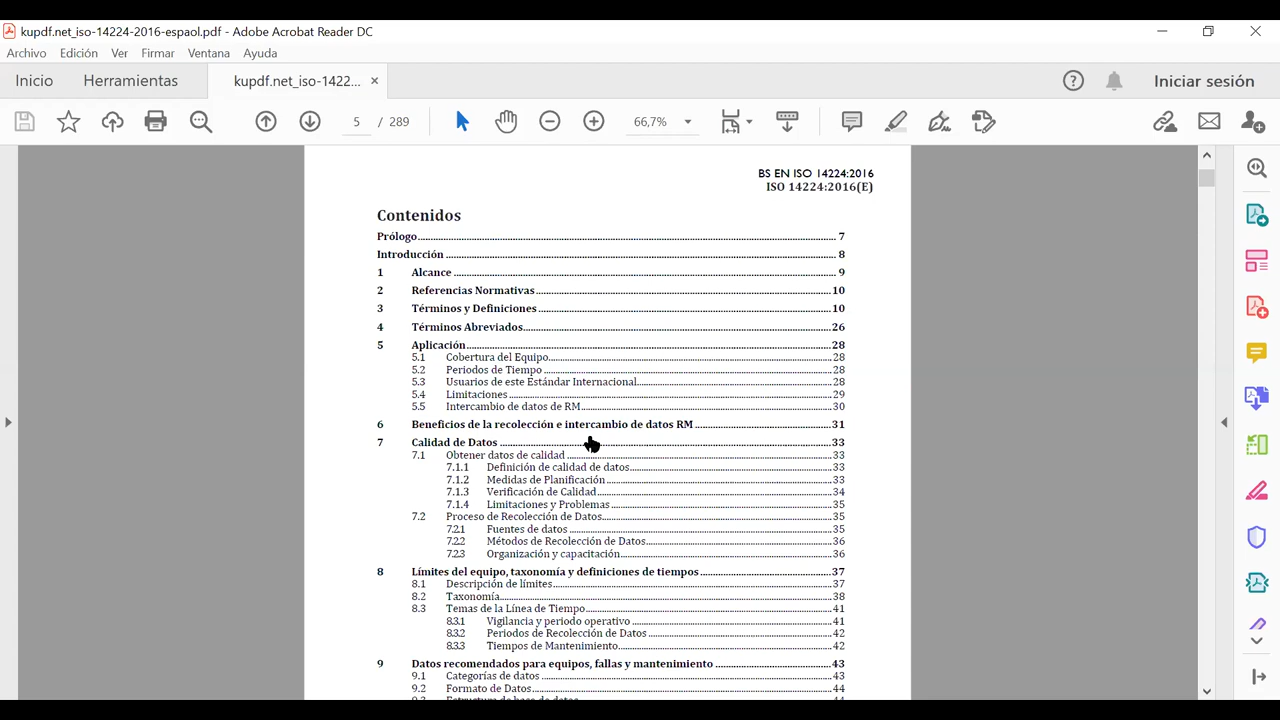 kupdf.net_iso-14224-2016-espaol.pdf - Adobe Acrobat Reader DC
Archivo Edición Ver Firmar Ventana Ayuda
Inicio Herramientas kupdf.net_iso-1422... × Iniciar sesión
5 / 289 66,7%
BS EN ISO 14224:2016
ISO 14224:2016(E)
Contenidos
Prólogo 7
Introducción 8
1 Alcance 9
2 Referencias Normativas 10
3 Términos y Definiciones 10
4 Términos Abreviados 26
5 Aplicación 28
5.1 Cobertura del Equipo 28
5.2 Periodos de Tiempo 28
5.3 Usuarios de este Estándar Internacional 28
5.4 Limitaciones 29
5.5 Intercambio de datos de RM 30
6 Beneficios de la recolección e intercambio de datos RM 31
7 Calidad de Datos 33
7.1 Obtener datos de calidad 33
7.1.1 Definición de calidad de datos 33
7.1.2 Medidas de Planificación 33
7.1.3 Verificación de Calidad 34
7.1.4 Limitaciones y Problemas 35
7.2 Proceso de Recolección de Datos 35
7.2.1 Fuentes de datos 35
7.2.2 Métodos de Recolección de Datos 36
7.2.3 Organización y capacitación 36
8 Límites del equipo, taxonomía y definiciones de tiempos 37
8.1 Descripción de límites 37
8.2 Taxonomía 38
8.3 Temas de la Línea de Tiempo 41
8.3.1 Vigilancia y periodo operativo 41
8.3.2 Periodos de Recolección de Datos 42
8.3.3 Tiempos de Mantenimiento 42
9 Datos recomendados para equipos, fallas y mantenimiento 43
9.1 Categorías de datos 43
9.2 Formato de Datos 44